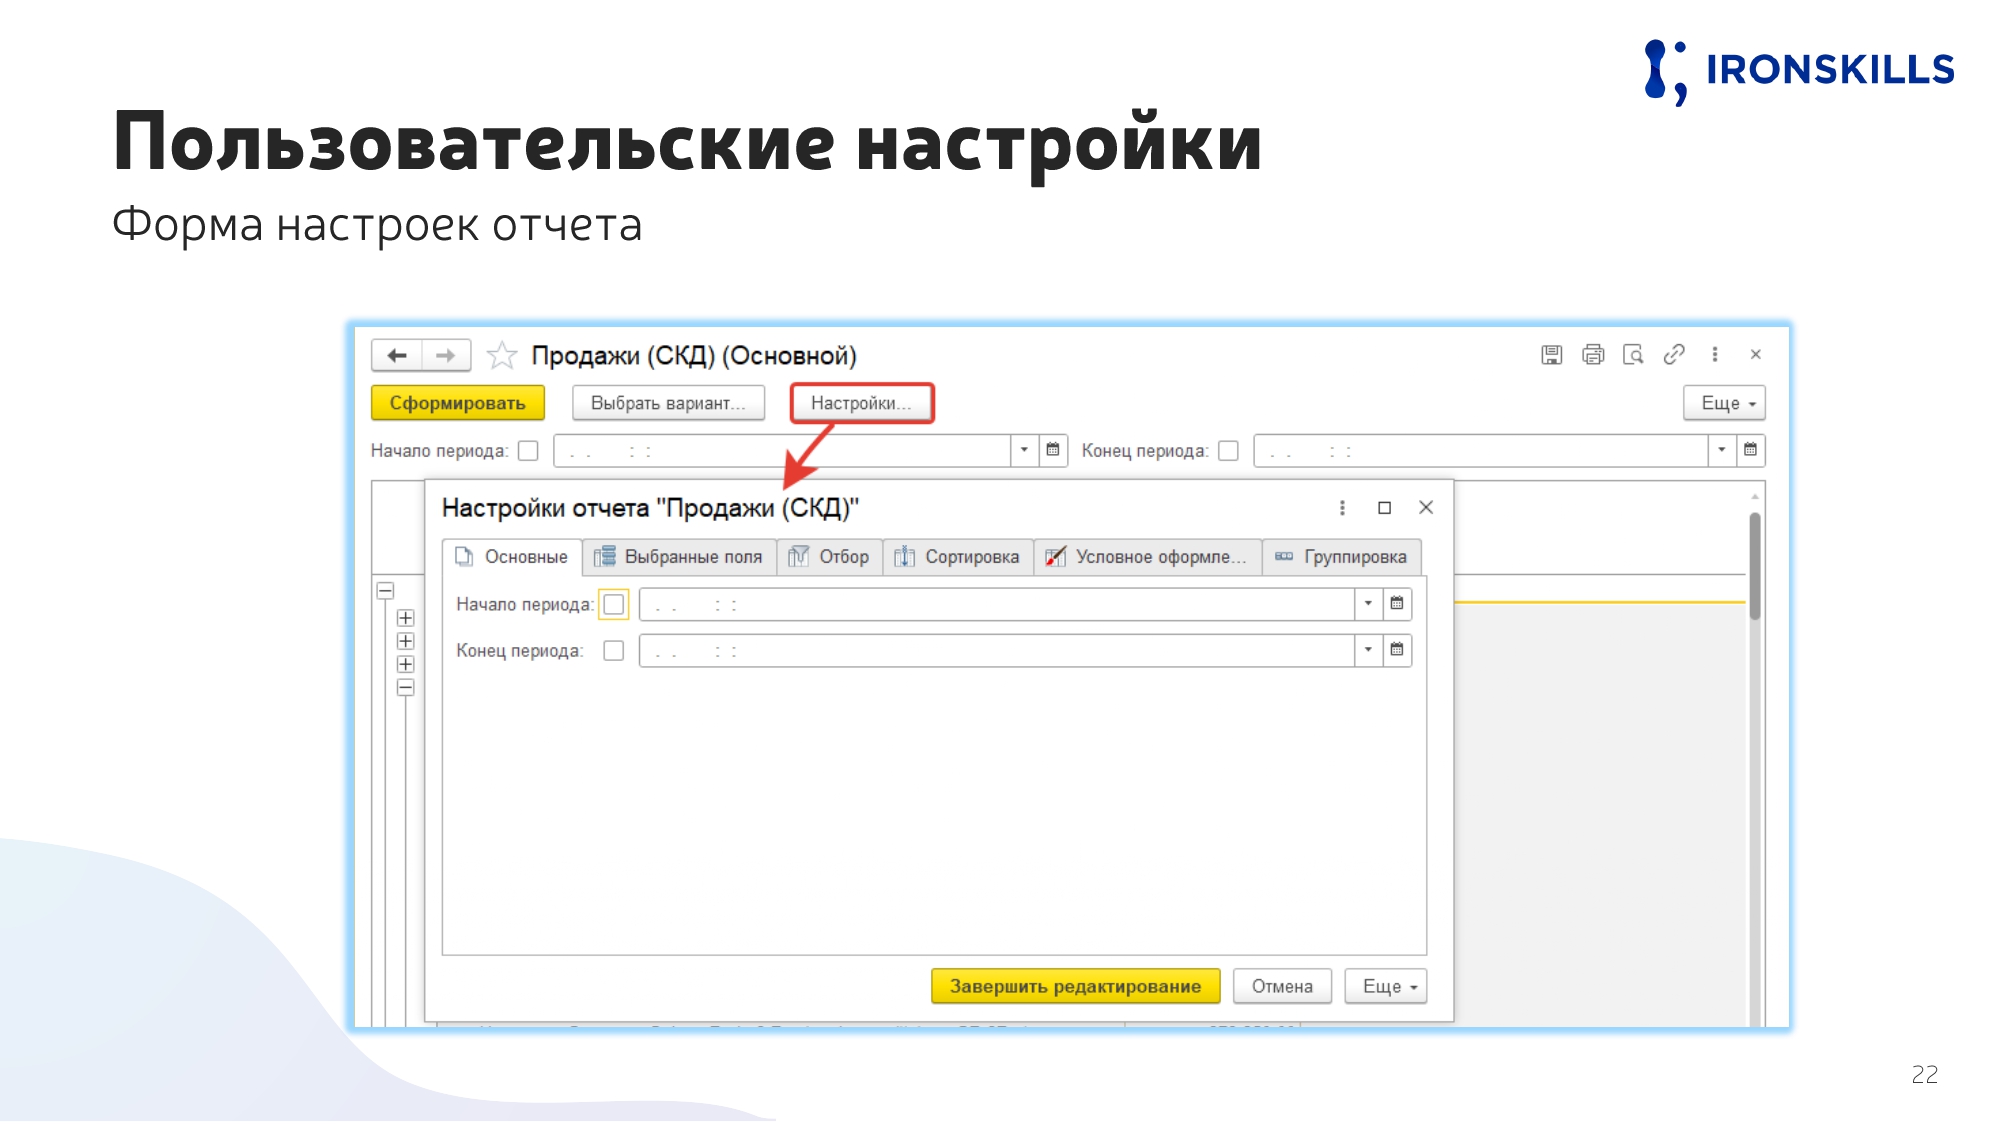 IRONSKILLS
Пользовательские настройки
Форма настроек отчета
Продажи (СКД) (Основной)
Сформировать Выбрать вариант... Настройки... Еще
Начало периода: . . : : Конец периода: . . : :
Настройки отчета "Продажи (СКД)"
Основные Выбранные поля Отбор Сортировка Условное оформле... Группировка
Начало периода: . . : :
Конец периода: . . : :
Завершить редактирование Отмена Еще
22